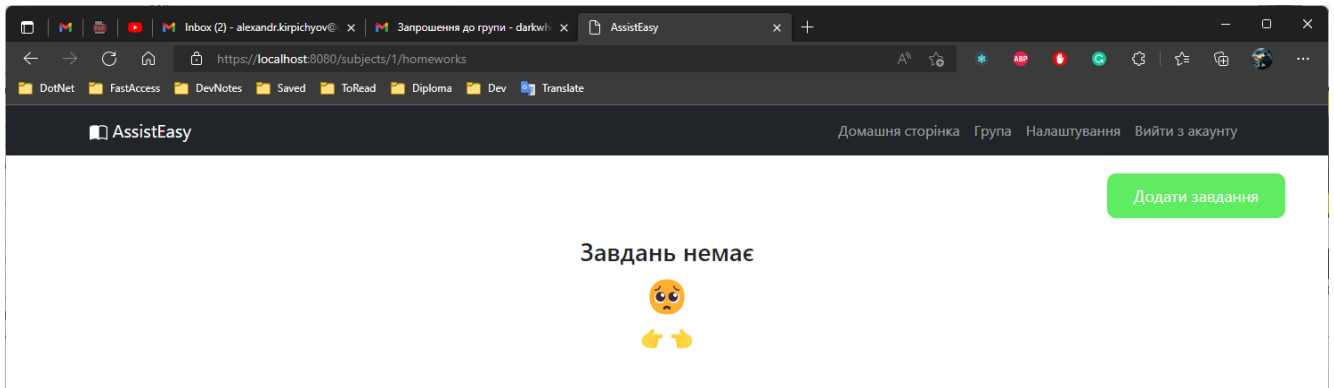 Inbox (2) - alexandr.kirpichyov@
Запрошення до групи - darkwh
AssistEasy
https://localhost:8080/subjects/1/homeworks
ABP
DotNet FastAccess DevNotes Saved ToRead Diploma Dev Translate
AssistEasy
Домашня сторінка Група Налаштування Вийти з акаунту
Додати завдання
Завдань немає